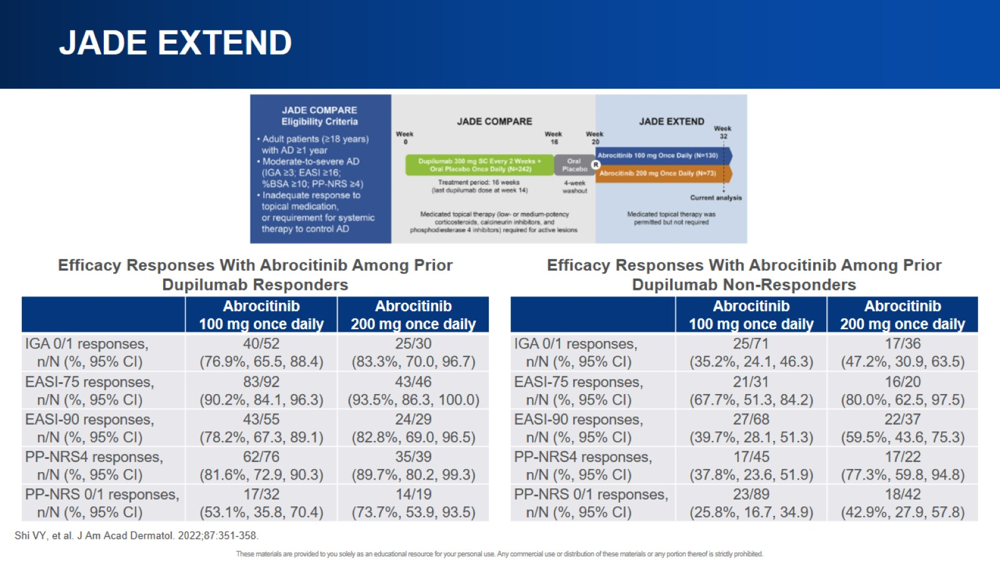 JADE EXTEND
JADE COMPARE
Eligibility Criteria
• Adult patients (≥18 years)
with AD ≥1 year
• Moderate-to-severe AD
(IGA ≥3; EASI ≥16;
%BSA ≥10; PP-NRS ≥4)
• Inadequate response to
topical medication,
or requirement for systemic
therapy to control AD
JADE COMPARE
Week
0
Week
16
Week
20
Dupilumab 300 mg SC Every 2 Weeks +
Oral Placebo Once Daily (N=242)
Oral
Placebo
R
Treatment period: 16 weeks
(last dupilumab dose at week 14)
4-week
washout
Medicated topical therapy (low- or medium-potency
corticosteroids, calcineurin inhibitors, and
phosphodiesterase 4 inhibitors) required for active lesions
JADE EXTEND
Week
32
Abrocitinib 100 mg Once Daily (N=130)
Abrocitinib 200 mg Once Daily (N=73)
Current analysis
Medicated topical therapy was
permitted but not required
Efficacy Responses With Abrocitinib Among Prior
Dupilumab Responders
Abrocitinib
100 mg once daily
Abrocitinib
200 mg once daily
IGA 0/1 responses,
n/N (%, 95% CI)
40/52
(76.9%, 65.5, 88.4)
25/30
(83.3%, 70.0, 96.7)
EASI-75 responses,
n/N (%, 95% CI)
83/92
(90.2%, 84.1, 96.3)
43/46
(93.5%, 86.3, 100.0)
EASI-90 responses,
n/N (%, 95% CI)
43/55
(78.2%, 67.3, 89.1)
24/29
(82.8%, 69.0, 96.5)
PP-NRS4 responses,
n/N (%, 95% CI)
62/76
(81.6%, 72.9, 90.3)
35/39
(89.7%, 80.2, 99.3)
PP-NRS 0/1 responses,
n/N (%, 95% CI)
17/32
(53.1%, 35.8, 70.4)
14/19
(73.7%, 53.9, 93.5)
Efficacy Responses With Abrocitinib Among Prior
Dupilumab Non-Responders
Abrocitinib
100 mg once daily
Abrocitinib
200 mg once daily
IGA 0/1 responses,
n/N (%, 95% CI)
25/71
(35.2%, 24.1, 46.3)
17/36
(47.2%, 30.9, 63.5)
EASI-75 responses,
n/N (%, 95% CI)
21/31
(67.7%, 51.3, 84.2)
16/20
(80.0%, 62.5, 97.5)
EASI-90 responses,
n/N (%, 95% CI)
27/68
(39.7%, 28.1, 51.3)
22/37
(59.5%, 43.6, 75.3)
PP-NRS4 responses,
n/N (%, 95% CI)
17/45
(37.8%, 23.6, 51.9)
17/22
(77.3%, 59.8, 94.8)
PP-NRS 0/1 responses,
n/N (%, 95% CI)
23/89
(25.8%, 16.7, 34.9)
18/42
(42.9%, 27.9, 57.8)
Shi VY, et al. J Am Acad Dermatol. 2022;87:351-358.
These materials are provided to you solely as an educational resource for your personal use. Any commercial use or distribution of these materials or any portion thereof is strictly prohibited.